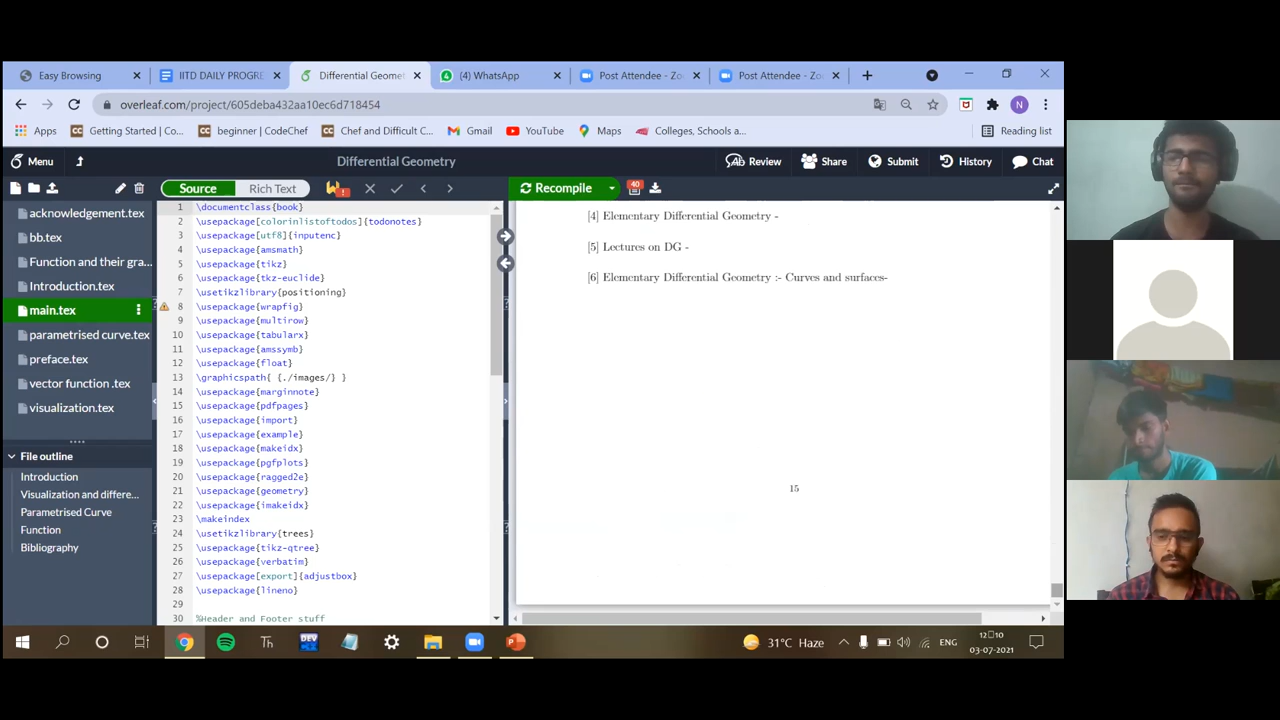 Easy Browsing
IITD DAILY PROGRE
Differential Geomet
(4) WhatsApp
Post Attendee - Zo
Post Attendee - Zo
overleaf.com/project/605deba432aa10ec6d718454
Apps
Getting Started | Co...
beginner | CodeChef
Chef and Difficult C...
Gmail
YouTube
Maps
Colleges, Schools a...
Reading list
Menu
Differential Geometry
Review
Share
Submit
History
Chat
Source
Rich Text
Recompile
40
acknowledgement.tex
bb.tex
Function and their gra...
Introduction.tex
main.tex
parametrised curve.tex
preface.tex
vector function .tex
visualization.tex
File outline
Introduction
Visualization and differe...
Parametrised Curve
Function
Bibliography
1 \documentclass{book}
2 \usepackage[colorinlistoftodos]{todonotes}
3 \usepackage[utf8]{inputenc}
4 \usepackage{amsmath}
5 \usepackage{tikz}
6 \usepackage{tkz-euclide}
7 \usetikzlibrary{positioning}
8 \usepackage{wrapfig}
9 \usepackage{multirow}
10 \usepackage{tabularx}
11 \usepackage{amssymb}
12 \usepackage{float}
13 \graphicspath{ {./images/} }
14 \usepackage{marginnote}
15 \usepackage{pdfpages}
16 \usepackage{import}
17 \usepackage{example}
18 \usepackage{makeidx}
19 \usepackage{pgfplots}
20 \usepackage{ragged2e}
21 \usepackage{geometry}
22 \usepackage{imakeidx}
23 \makeindex
24 \usetikzlibrary{trees}
25 \usepackage{tikz-qtree}
26 \usepackage{verbatim}
27 \usepackage[export]{adjustbox}
28 \usepackage{lineno}
29
30 %Header and Footer stuff
[4] Elementary Differential Geometry -
[5] Lectures on DG -
[6] Elementary Differential Geometry :- Curves and surfaces-
15
Th
DEV
31°C Haze
ENG
12:10
03-07-2021